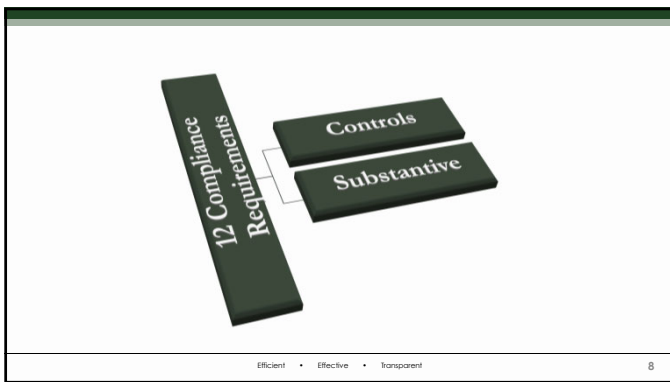 12 Compliance
Requirements
Controls
Substantive
Efficient • Effective • Transparent
8